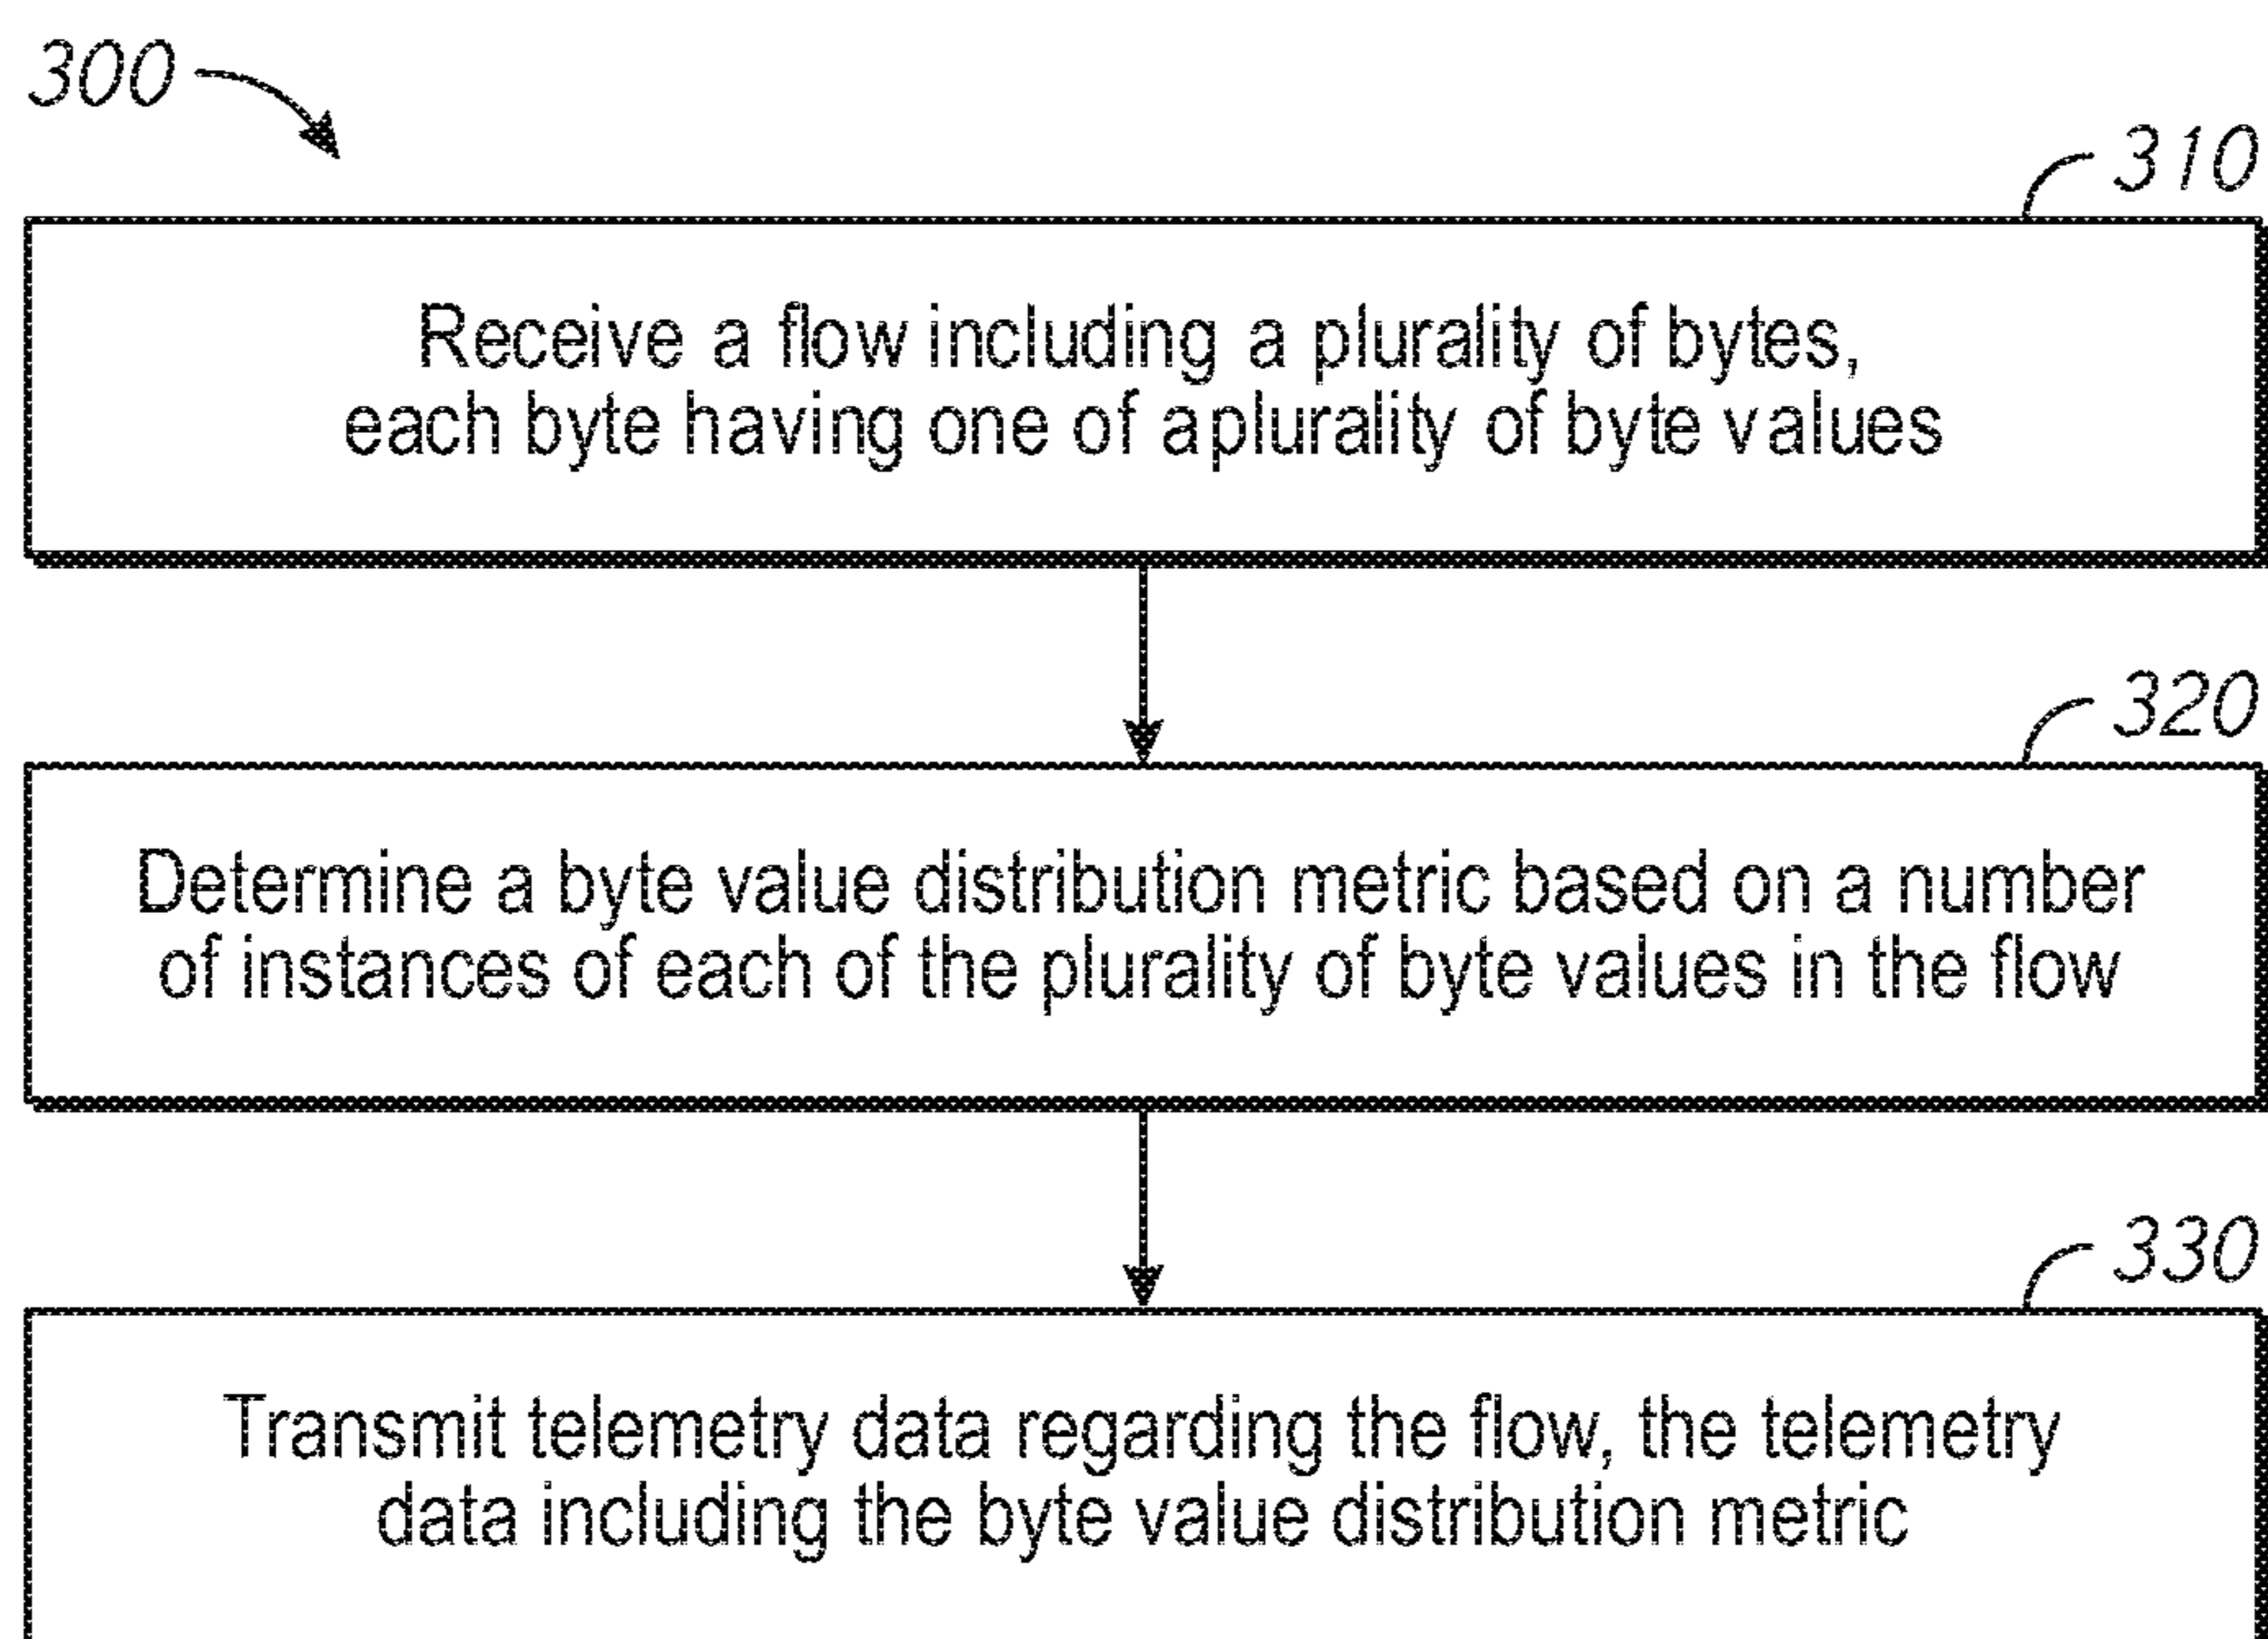 300
310
Receive a flow including a plurality of bytes,
each byte having one of aplurality of byte values
320
Determine a byte value distribution metric based on a number
of instances of each of the plurality of byte values in the flow
330
Transmit telemetry data regarding the flow, the telemetry
data including the byte value distribution metric